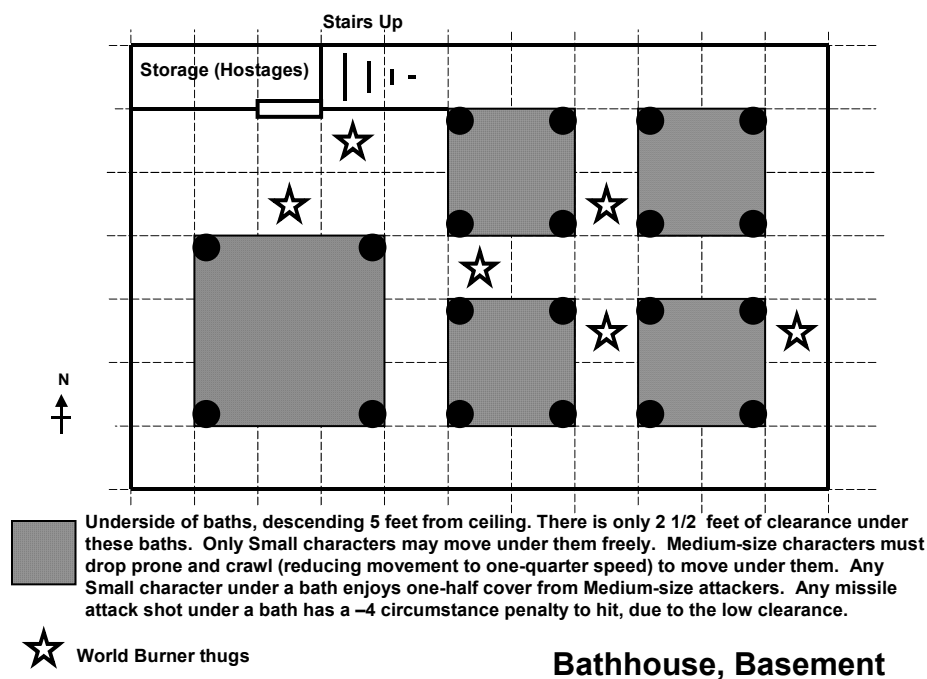 Stairs Up
Storage (Hostages)
N
Underside of baths, descending 5 feet from ceiling. There is only 2 1/2 feet of clearance under
these baths. Only Small characters may move under them freely. Medium-size characters must
drop prone and crawl (reducing movement to one-quarter speed) to move under them. Any
Small character under a bath enjoys one-half cover from Medium-size attackers. Any missile
attack shot under a bath has a –4 circumstance penalty to hit, due to the low clearance.
World Burner thugs
Bathhouse, Basement